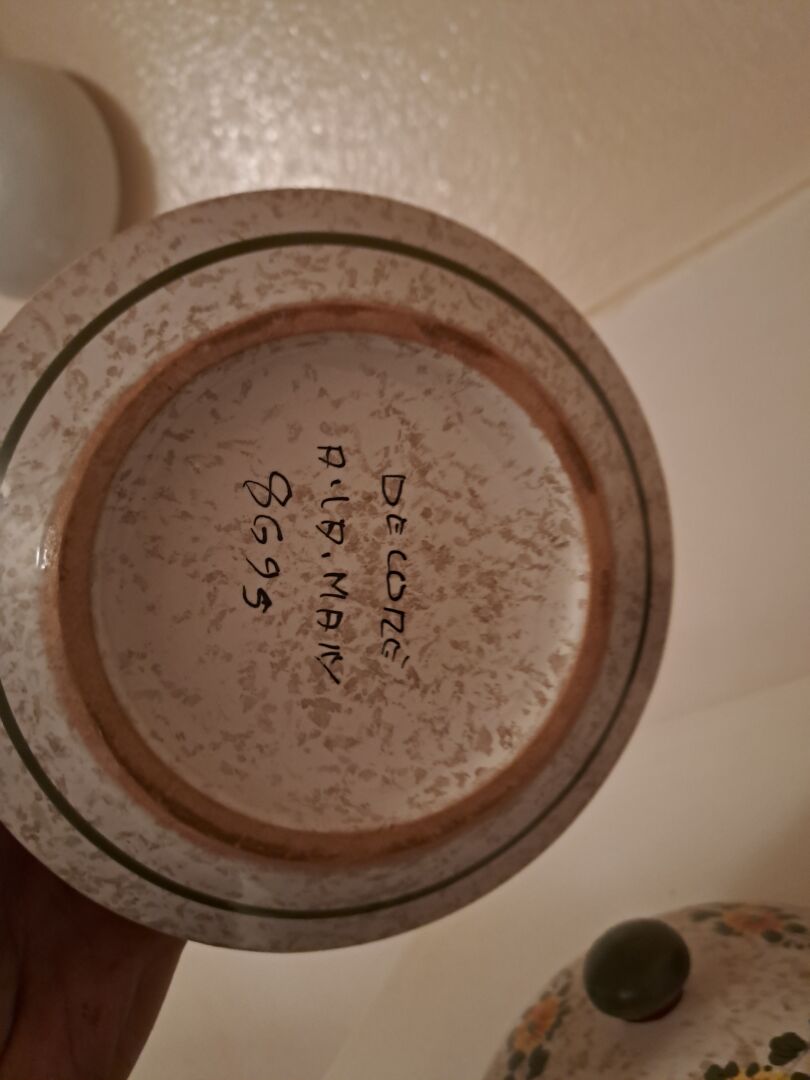 DECORÉ
A. LA. MAIN
8695